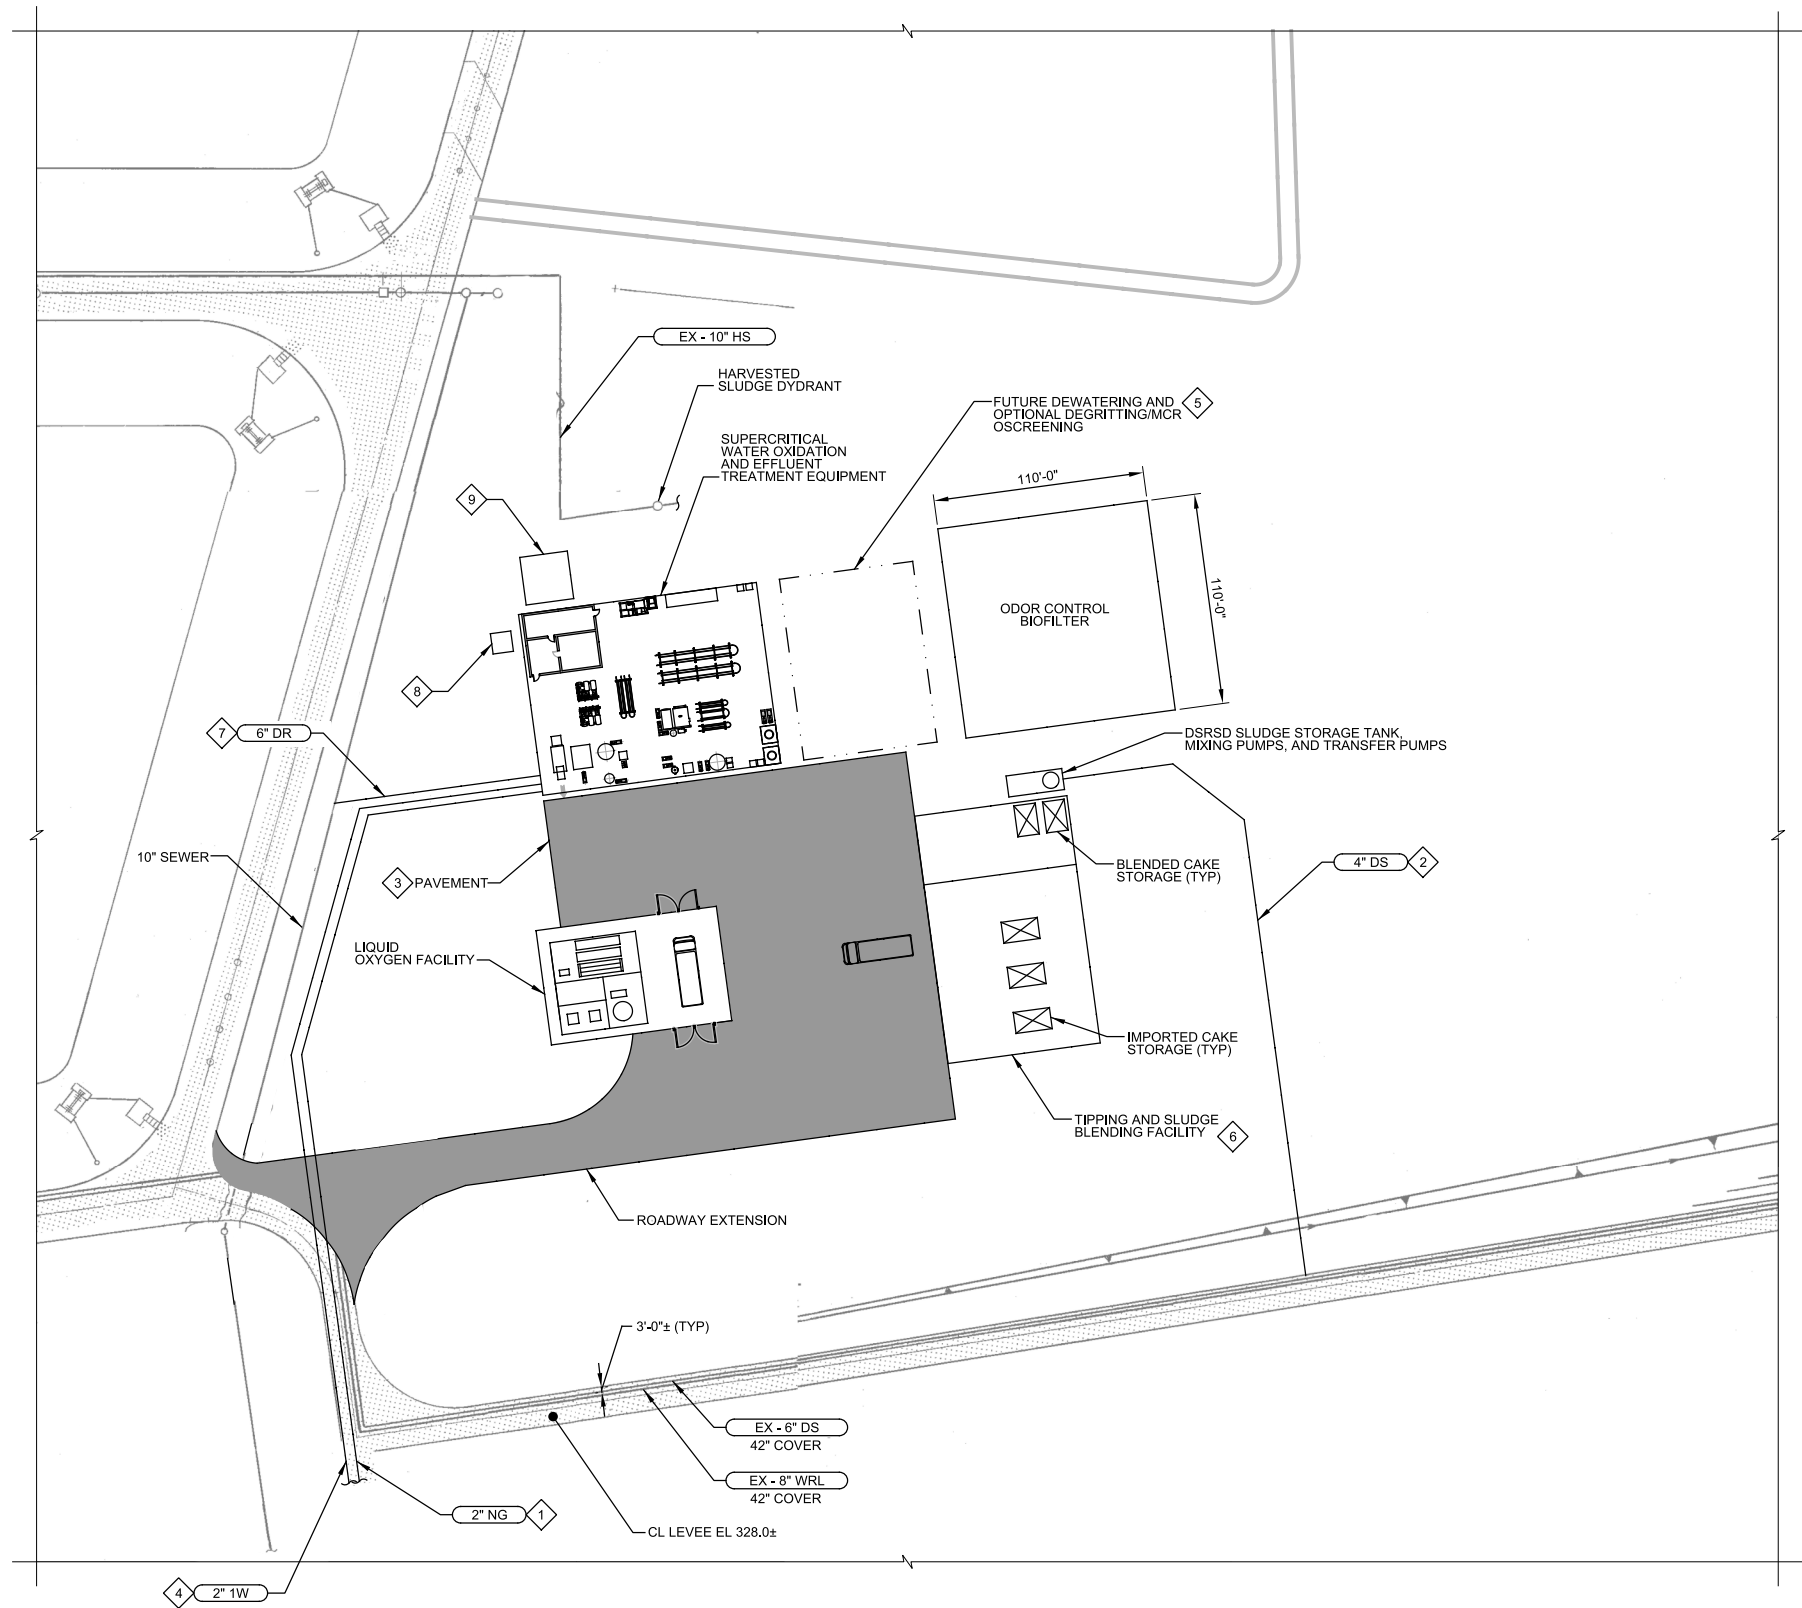 EX - 10" HS
HARVESTED
SLUDGE DYDRANT
FUTURE DEWATERING AND
OPTIONAL DEGRITTING/MCR
OSCREENING
5
SUPERCRITICAL
WATER OXIDATION
AND EFFLUENT
TREATMENT EQUIPMENT
110'-0"
9
110'-0"
ODOR CONTROL
BIOFILTER
8
7
6" DR
DSRSD SLUDGE STORAGE TANK,
MIXING PUMPS, AND TRANSFER PUMPS
10" SEWER
3
PAVEMENT
BLENDED CAKE
STORAGE (TYP)
4" DS
2
LIQUID
OXYGEN FACILITY
IMPORTED CAKE
STORAGE (TYP)
TIPPING AND SLUDGE
BLENDING FACILITY
6
ROADWAY EXTENSION
3'-0"± (TYP)
EX - 6" DS
42" COVER
EX - 8" WRL
42" COVER
2" NG
1
CL LEVEE EL 328.0±
4
2" 1W